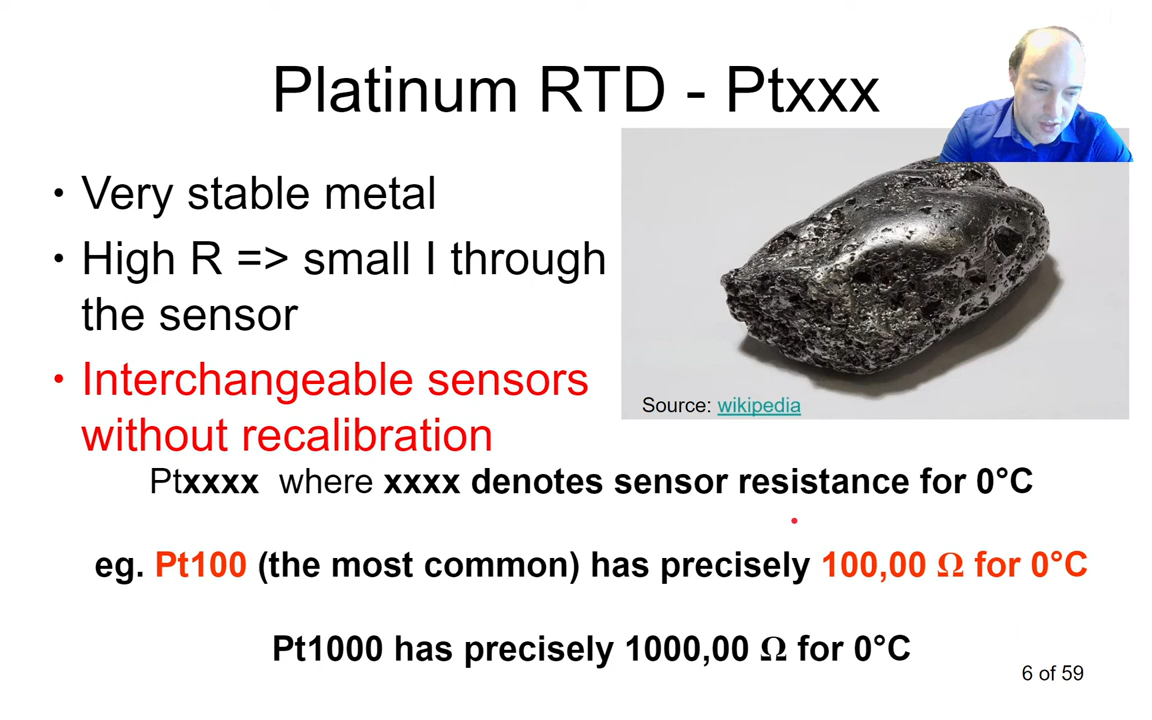 Platinum RTD - Ptxxx
• Very stable metal
• High R => small I through
the sensor
• Interchangeable sensors
without recalibration
Source: wikipedia
Ptxxxx where xxxx denotes sensor resistance for 0°C
eg. Pt100 (the most common) has precisely 100,00 Ω for 0°C
Pt1000 has precisely 1000,00 Ω for 0°C
6 of 59